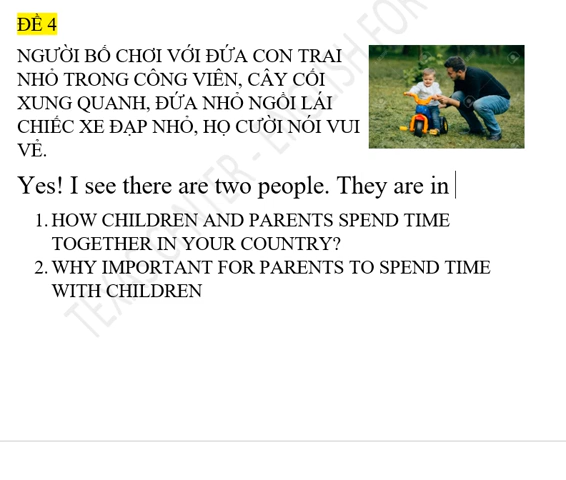 ĐỀ 4
NGƯỜI BỐ CHƠI VỚI ĐỨA CON TRAI
NHỎ TRONG CÔNG VIÊN, CÂY CỐI
XUNG QUANH, ĐỨA NHỎ NGỒI LÁI
CHIẾC XE ĐẠP NHỎ, HỌ CƯỜI NÓI VUI
VẺ.
Yes! I see there are two people. They are in
1. HOW CHILDREN AND PARENTS SPEND TIME
TOGETHER IN YOUR COUNTRY?
2. WHY IMPORTANT FOR PARENTS TO SPEND TIME
WITH CHILDREN